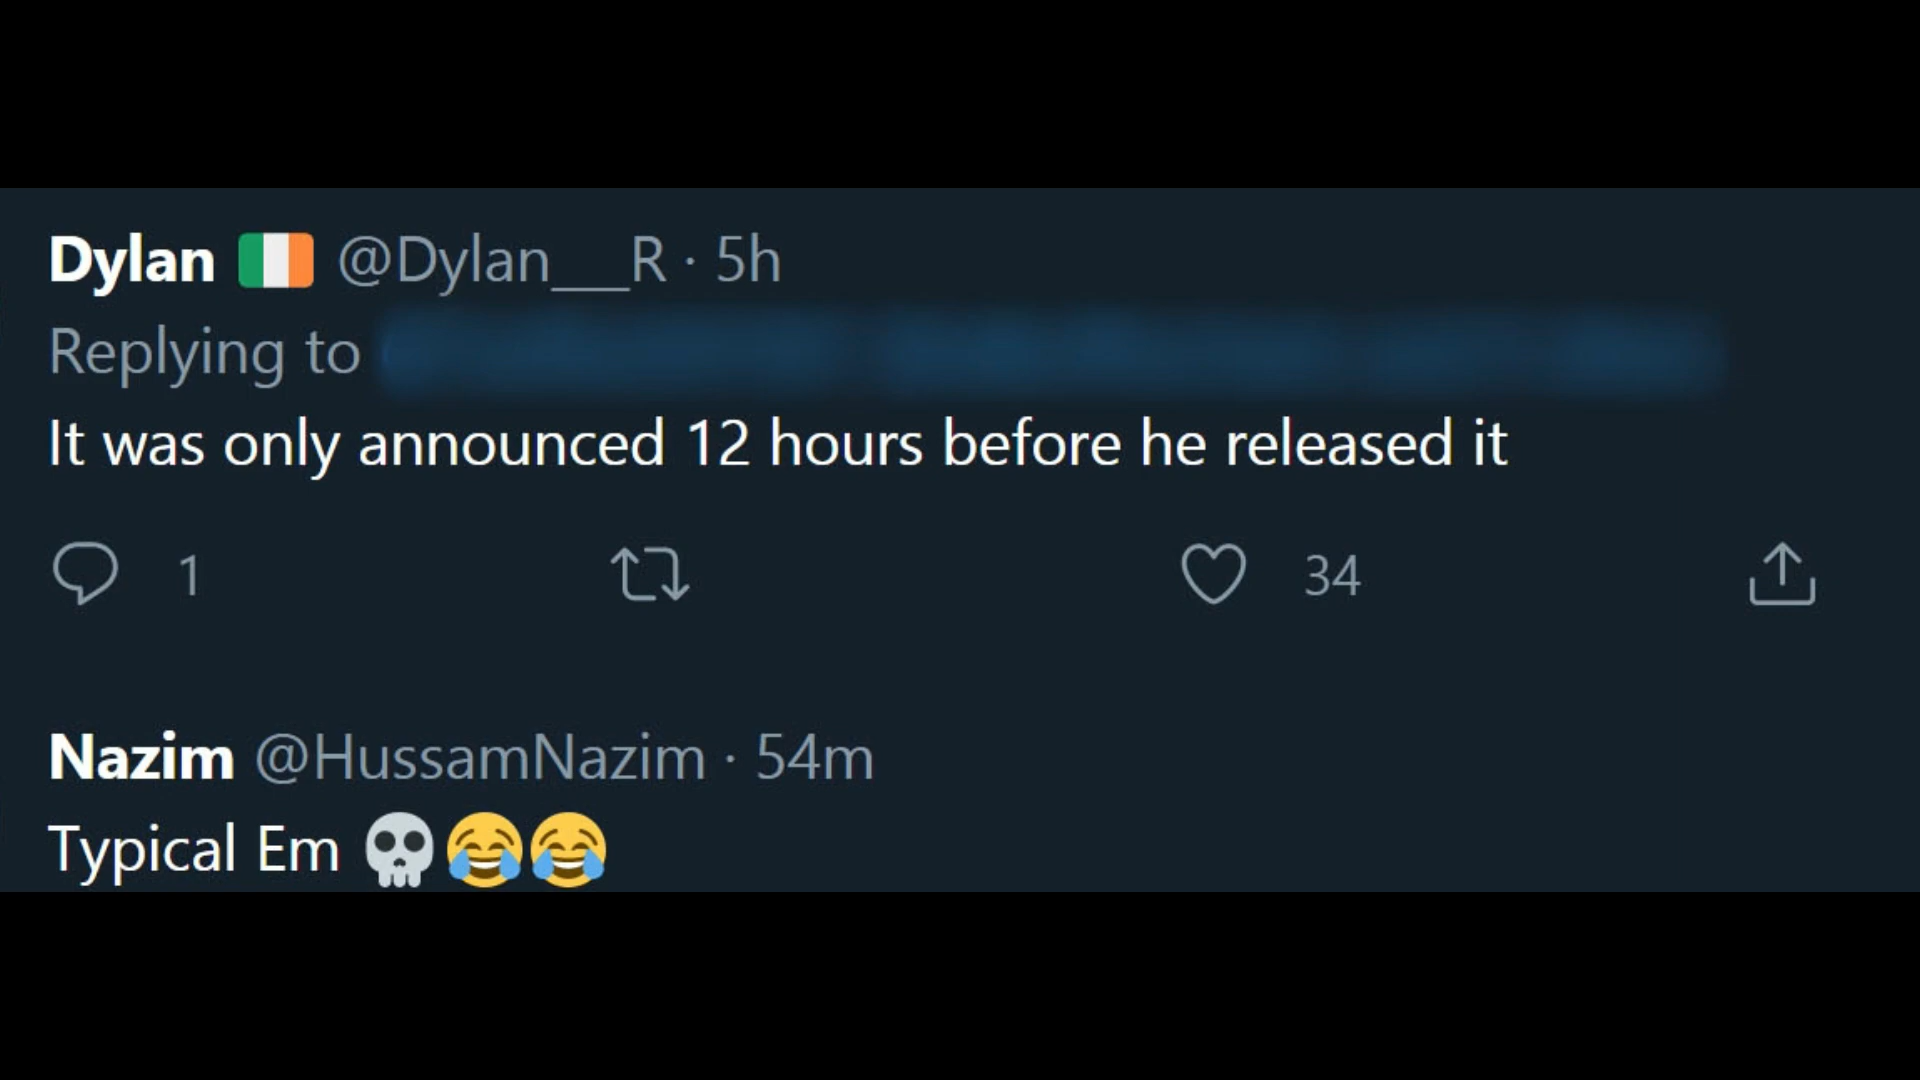 Dylan 🇮🇪 @Dylan___R · 5h
Replying to
It was only announced 12 hours before he released it
1 34
Nazim @HussamNazim · 54m
Typical Em 💀😂😂